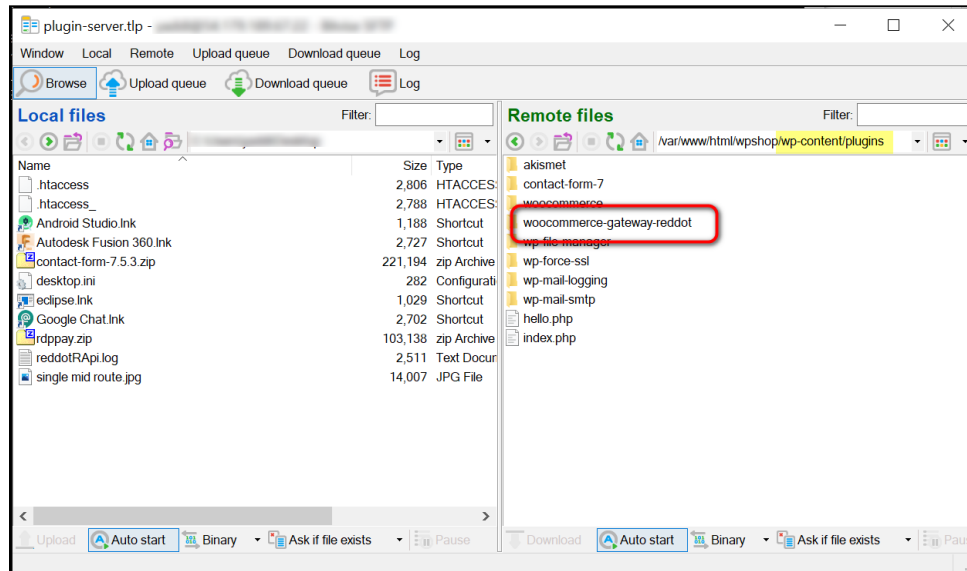 plugin-server.tlp -
Window Local Remote Upload queue Download queue Log
Browse Upload queue Download queue Log
Local files Filter:
Name Size Type
.htaccess 2,806 HTACCES
.htaccess_ 2,788 HTACCES
Android Studio.lnk 1,188 Shortcut
Autodesk Fusion 360.lnk 2,727 Shortcut
contact-form-7.5.3.zip 221,194 zip Archive
desktop.ini 282 Configurati
eclipse.lnk 1,029 Shortcut
Google Chat.lnk 2,702 Shortcut
rdppay.zip 103,138 zip Archive
reddotRApi.log 2,511 Text Docur
single mid route.jpg 14,007 JPG File
Upload Auto start Binary Ask if file exists Pause
Remote files Filter:
/var/www/html/wpshop/wp-content/plugins
akismet
contact-form-7
woocommerce
woocommerce-gateway-reddot
wp-file-manager
wp-force-ssl
wp-mail-logging
wp-mail-smtp
hello.php
index.php
Download Auto start Binary Ask if file exists Pau